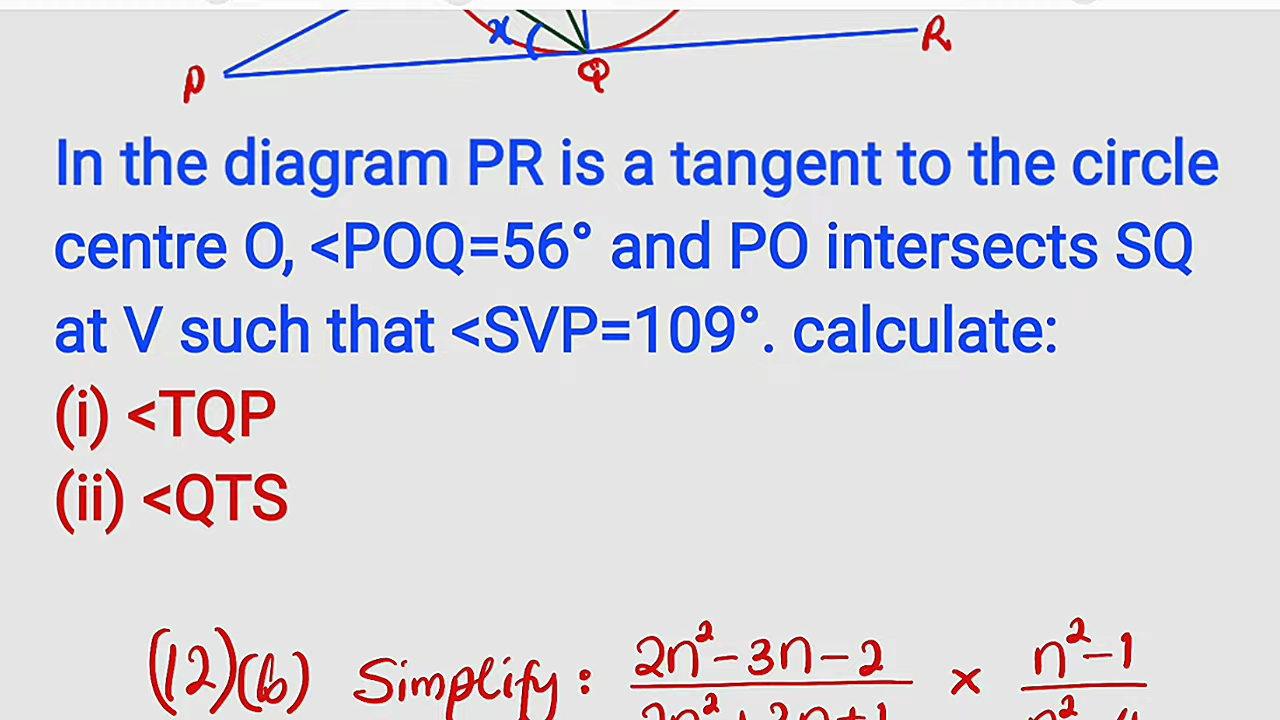 x
R
P
Q
In the diagram PR is a tangent to the circle
centre O, <POQ=56° and PO intersects SQ
at V such that <SVP=109°. calculate:
(i) <TQP
(ii) <QTS
(12)(b) Simplify: 2n²-3n-2 × n²-1